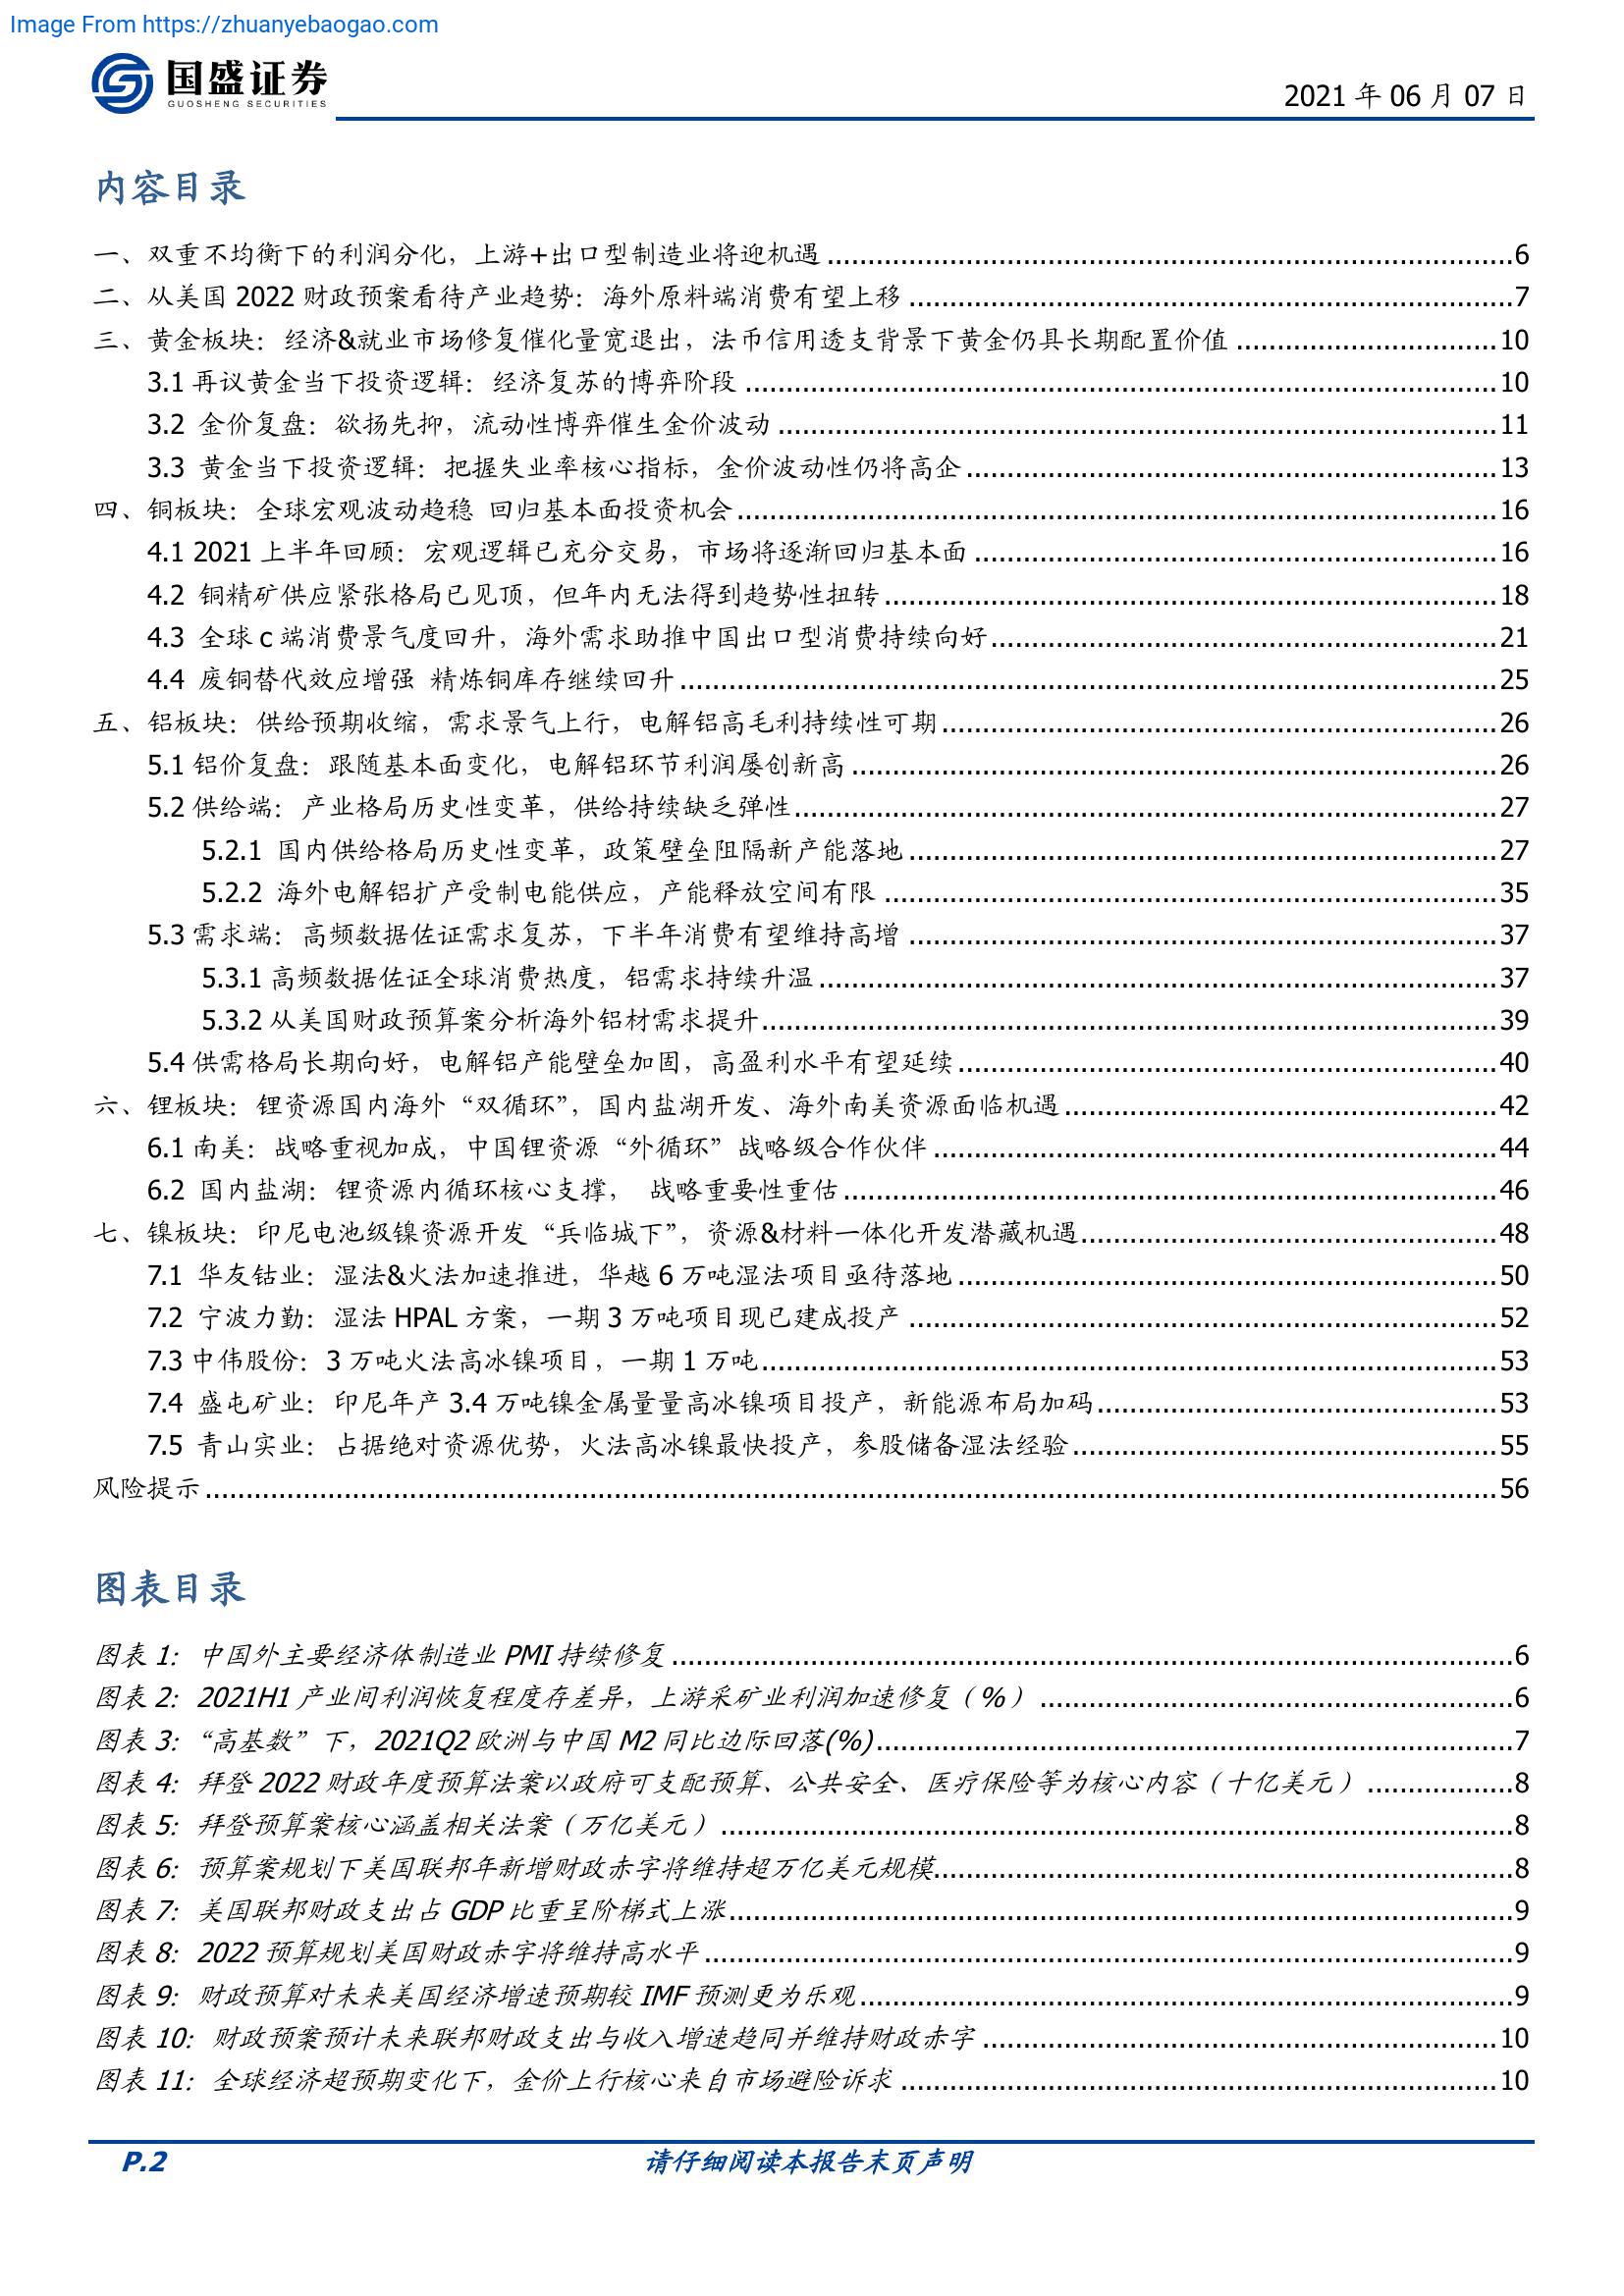 Image From https://zhuanyebaogao.com
国盛证券
GUOSHENG SECURITIES
2021 年 06 月 07 日
内容目录
一、双重不均衡下的利润分化，上游+出口型制造业将迎机遇 ........ 6
二、从美国 2022 财政预案看待产业趋势：海外原料端消费有望上移 ........ 7
三、黄金板块：经济&就业市场修复催化量宽退出，法币信用透支背景下黄金仍具长期配置价值 ........ 10
3.1 再议黄金当下投资逻辑：经济复苏的博弈阶段 ........ 10
3.2 金价复盘：欲扬先抑，流动性博弈催生金价波动 ........ 11
3.3 黄金当下投资逻辑：把握失业率核心指标，金价波动性仍将高企 ........ 13
四、铜板块：全球宏观波动趋稳 回归基本面投资机会 ........ 16
4.1 2021 上半年回顾：宏观逻辑已充分交易，市场将逐渐回归基本面 ........ 16
4.2 铜精矿供应紧张格局已见顶，但年内无法得到趋势性扭转 ........ 18
4.3 全球 c 端消费景气度回升，海外需求助推中国出口型消费持续向好 ........ 21
4.4 废铜替代效应增强 精炼铜库存继续回升 ........ 25
五、铝板块：供给预期收缩，需求景气上行，电解铝高毛利持续性可期 ........ 26
5.1 铝价复盘：跟随基本面变化，电解铝环节利润屡创新高 ........ 26
5.2 供给端：产业格局历史性变革，供给持续缺乏弹性 ........ 27
5.2.1 国内供给格局历史性变革，政策壁垒阻隔新产能落地 ........ 27
5.2.2 海外电解铝扩产受制电能供应，产能释放空间有限 ........ 35
5.3 需求端：高频数据佐证需求复苏，下半年消费有望维持高增 ........ 37
5.3.1 高频数据佐证全球消费热度，铝需求持续升温 ........ 37
5.3.2 从美国财政预算案分析海外铝材需求提升 ........ 39
5.4 供需格局长期向好，电解铝产能壁垒加固，高盈利水平有望延续 ........ 40
六、锂板块：锂资源国内海外“双循环”，国内盐湖开发、海外南美资源面临机遇 ........ 42
6.1 南美：战略重视加成，中国锂资源“外循环”战略级合作伙伴 ........ 44
6.2 国内盐湖：锂资源内循环核心支撑， 战略重要性重估 ........ 46
七、镍板块：印尼电池级镍资源开发“兵临城下”，资源&材料一体化开发潜藏机遇 ........ 48
7.1 华友钴业：湿法&火法加速推进，华越 6 万吨湿法项目亟待落地 ........ 50
7.2 宁波力勤：湿法 HPAL 方案，一期 3 万吨项目现已建成投产 ........ 52
7.3 中伟股份：3 万吨火法高冰镍项目，一期 1 万吨 ........ 53
7.4 盛屯矿业：印尼年产 3.4 万吨镍金属量量高冰镍项目投产，新能源布局加码 ........ 53
7.5 青山实业：占据绝对资源优势，火法高冰镍最快投产，参股储备湿法经验 ........ 55
风险提示 ........ 56
图表目录
图表 1：中国外主要经济体制造业 PMI 持续修复 ........ 6
图表 2：2021H1 产业间利润恢复程度存差异，上游采矿业利润加速修复（%） ........ 6
图表 3：“高基数”下，2021Q2 欧洲与中国 M2 同比边际回落(%) ........ 7
图表 4：拜登 2022 财政年度预算法案以政府可支配预算、公共安全、医疗保险等为核心内容（十亿美元） ........ 8
图表 5：拜登预算案核心涵盖相关法案（万亿美元） ........ 8
图表 6：预算案规划下美国联邦年新增财政赤字将维持超万亿美元规模 ........ 8
图表 7：美国联邦财政支出占 GDP 比重呈阶梯式上涨 ........ 9
图表 8：2022 预算规划美国财政赤字将维持高水平 ........ 9
图表 9：财政预算对未来美国经济增速预期较 IMF 预测更为乐观 ........ 9
图表 10：财政预案预计未来联邦财政支出与收入增速趋同并维持财政赤字 ........ 10
图表 11：全球经济超预期变化下，金价上行核心来自市场避险诉求 ........ 10
P.2
请仔细阅读本报告末页声明